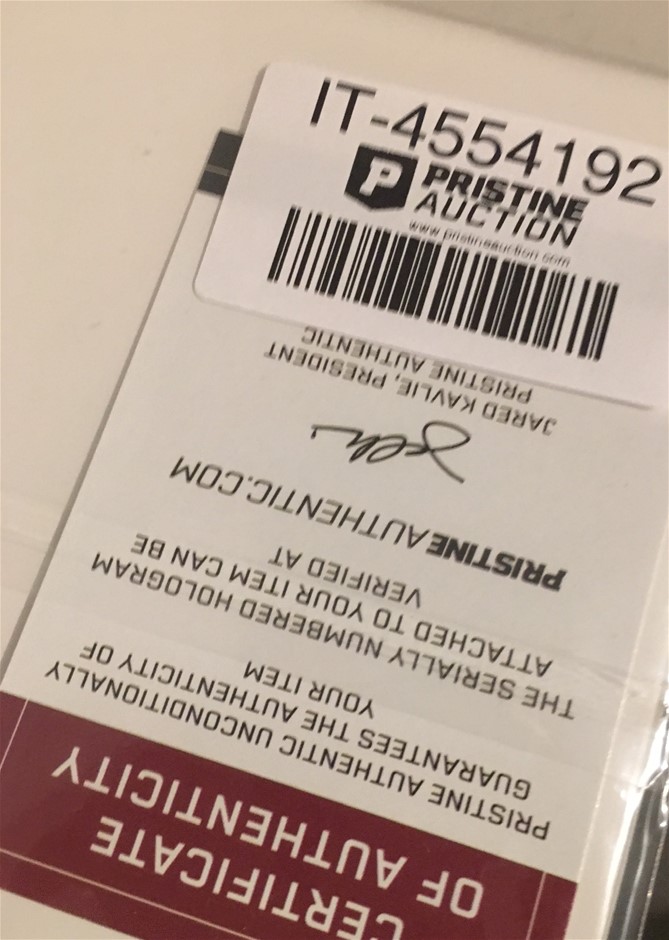 IT-4554192
P
PRISTINE
AUCTION
www.pristineauction.com
CERTIFICATE
OF AUTHENTICITY
PRISTINE AUTHENTIC UNCONDITIONALLY
GUARANTEES THE AUTHENTICITY OF
YOUR ITEM
THE SERIALLY NUMBERED HOLOGRAM
ATTACHED TO YOUR ITEM CAN BE
VERIFIED AT
PRISTINEAUTHENTIC.COM
JARED KAVLIE, PRESIDENT
PRISTINE AUTHENTIC